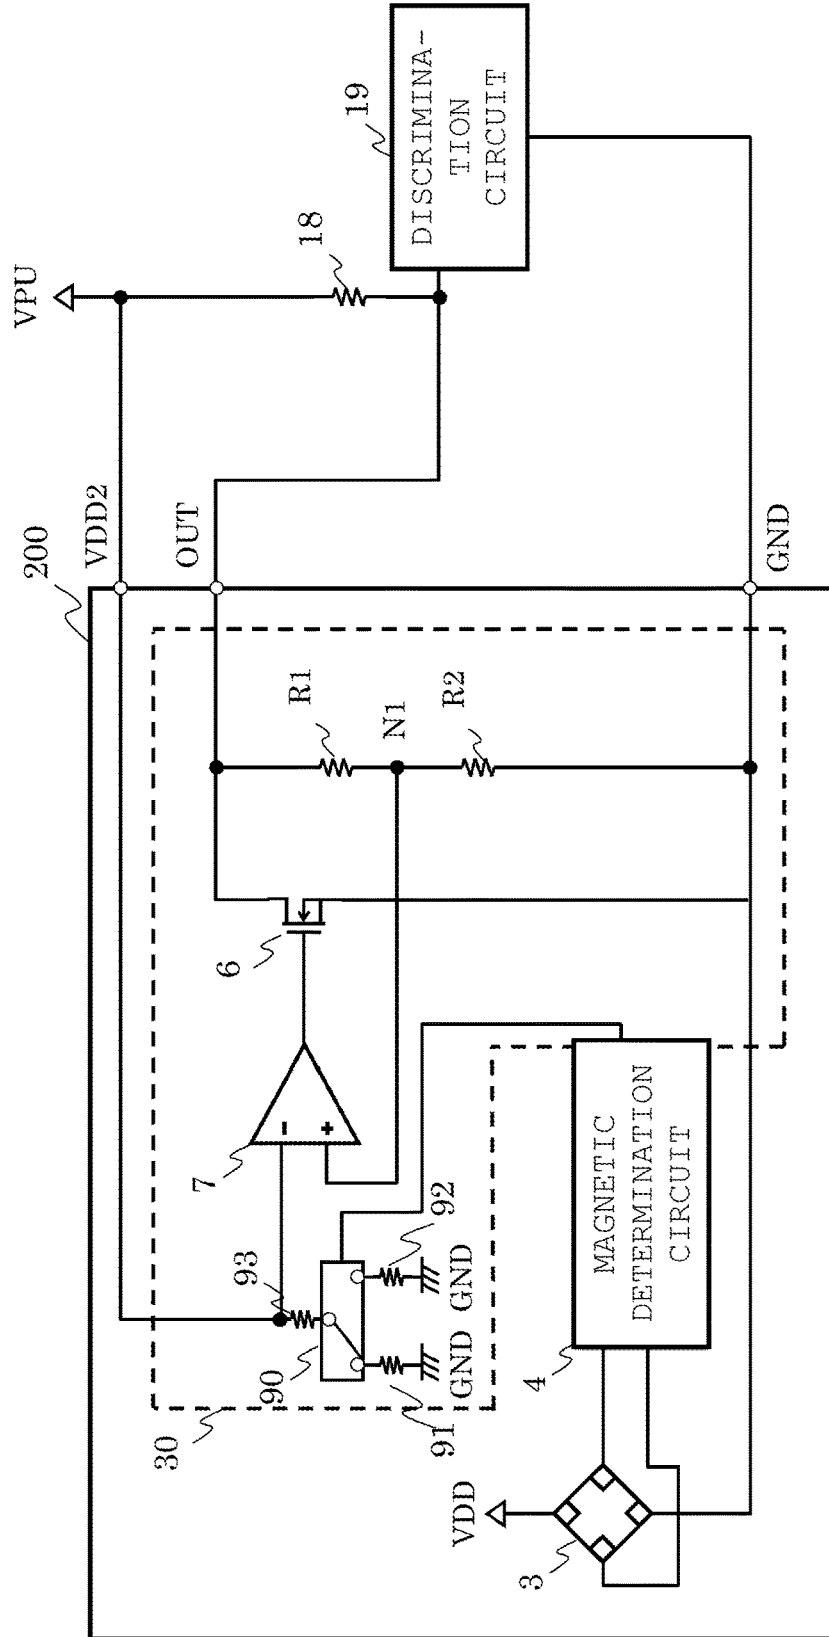 200
VDD2
VPU
OUT
18
19
DISCRIMINA-
TION
CIRCUIT
GND
30
90
93
7
6
R1
N1
R2
91
92
GND
GND
VDD
3
4
MAGNETIC
DETERMINATION
CIRCUIT